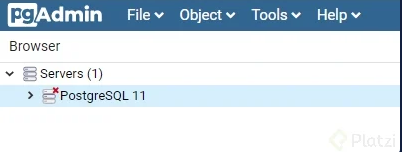 pgAdmin File Object Tools Help
Browser
Servers (1)
PostgreSQL 11
Platzi